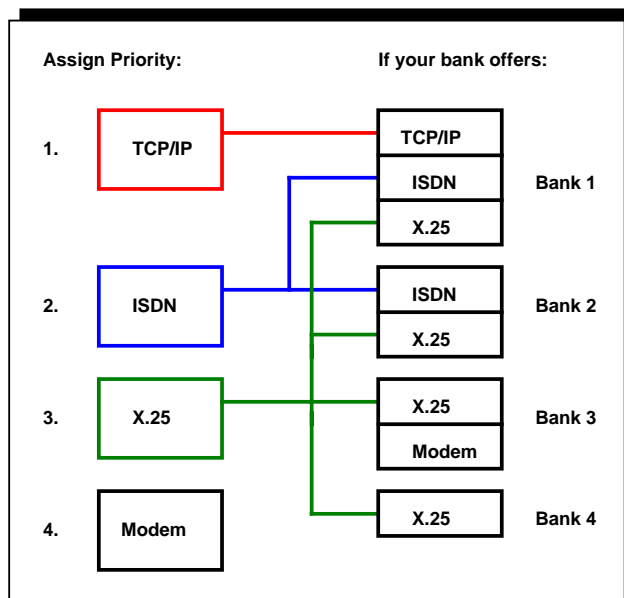 Assign Priority:
If your bank offers:
1.
TCP/IP
TCP/IP
ISDN
Bank 1
X.25
2.
ISDN
ISDN
Bank 2
X.25
3.
X.25
X.25
Bank 3
Modem
4.
Modem
X.25
Bank 4